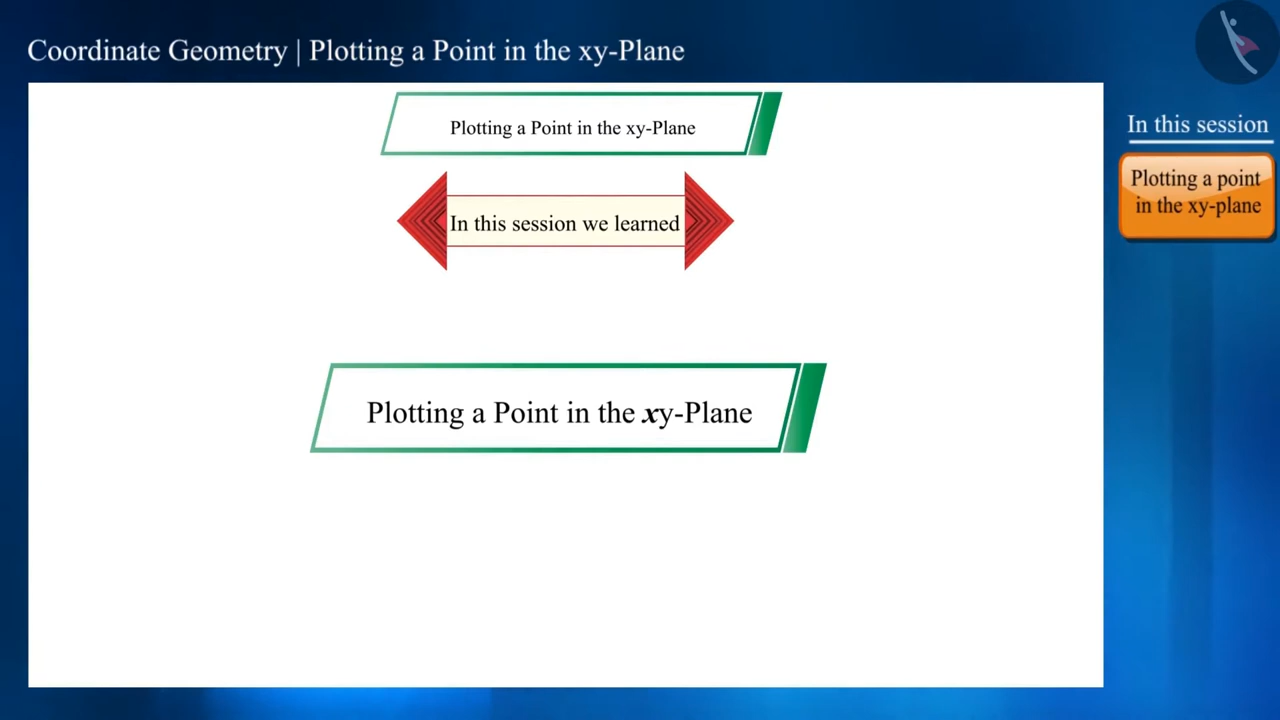 Coordinate Geometry | Plotting a Point in the xy-Plane
Plotting a Point in the xy-Plane
In this session we learned
Plotting a Point in the xy-Plane
In this session
Plotting a point
in the xy-plane